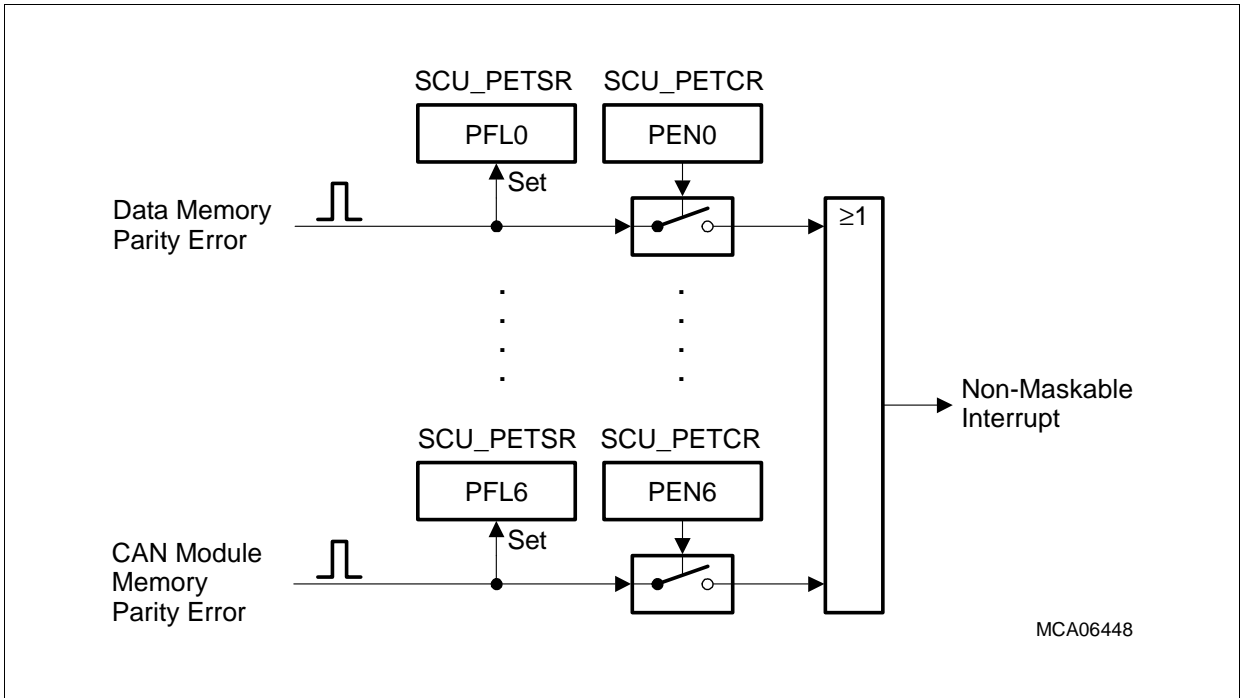 SCU_PETSR SCU_PETCR
PFL0 PEN0
Set
Data Memory
Parity Error
≥1
Non-Maskable
Interrupt
SCU_PETSR SCU_PETCR
PFL6 PEN6
Set
CAN Module
Memory
Parity Error
MCA06448